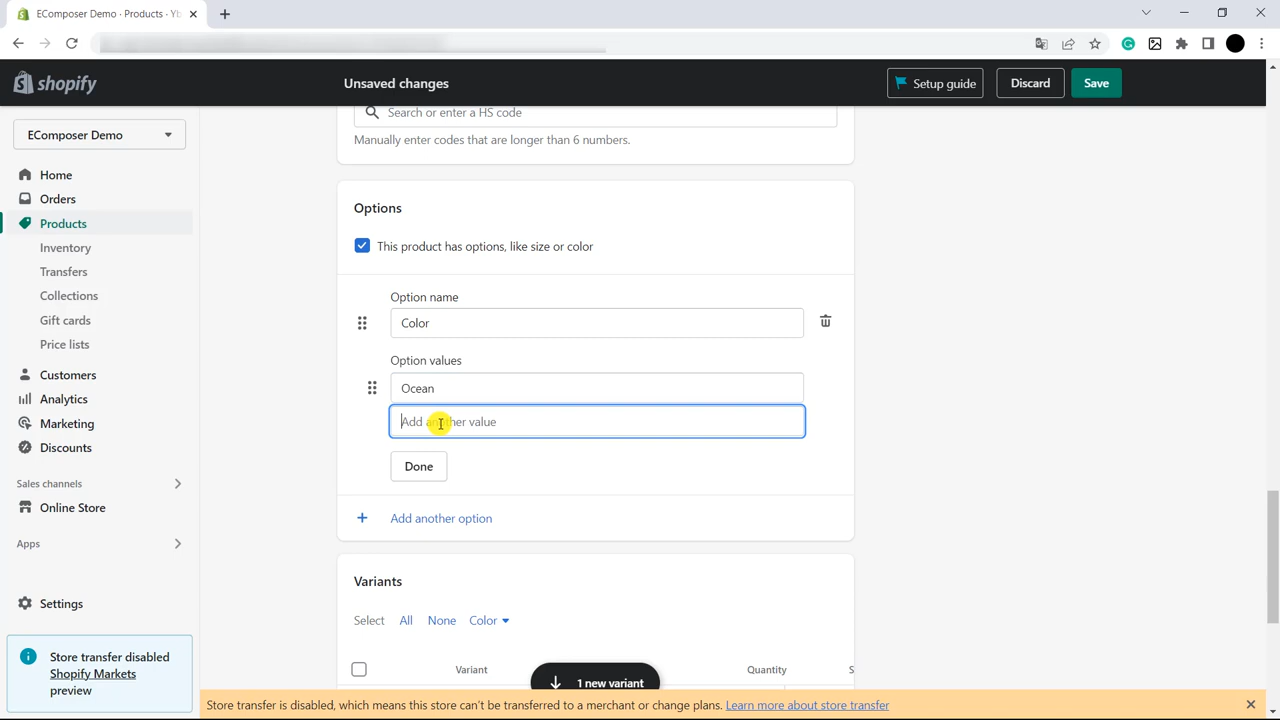 EComposer Demo · Products · Yb
shopify
Unsaved changes
Setup guide
Discard
Save
EComposer Demo
Home
Orders
Products
Inventory
Transfers
Collections
Gift cards
Price lists
Customers
Analytics
Marketing
Discounts
Sales channels
Online Store
Apps
Settings
Store transfer disabled
Shopify Markets
preview
Search or enter a HS code
Manually enter codes that are longer than 6 numbers.
Options
This product has options, like size or color
Option name
Color
Option values
Ocean
Add another value
Done
Add another option
Variants
Select All None Color
Variant Quantity S
1 new variant
Store transfer is disabled, which means this store can't be transferred to a merchant or change plans. Learn more about store transfer